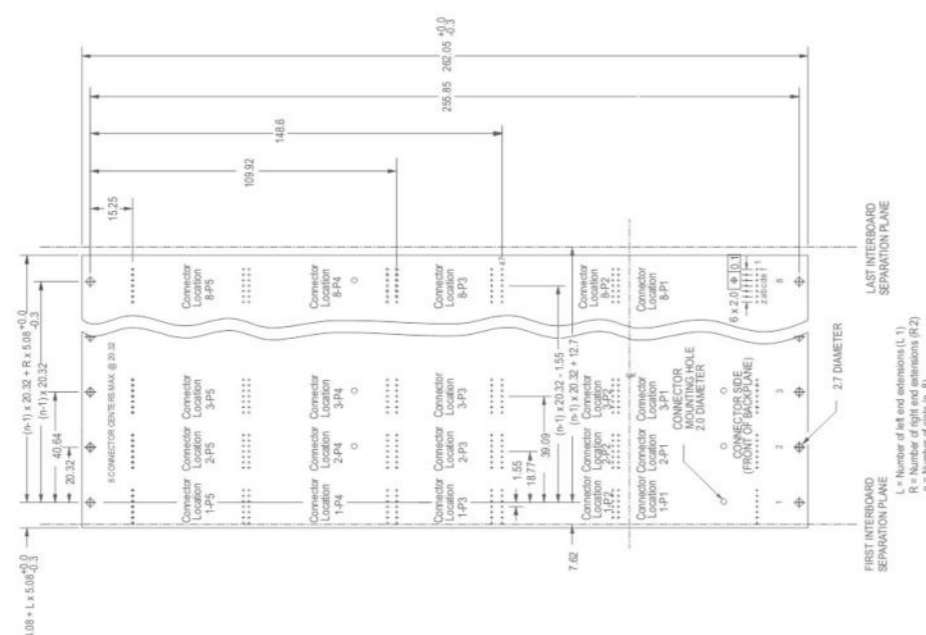 262.05 +0.0 -0.3
255.85
148.6
109.92
15.25
(n-1) x 20.32 + R x 5.08 +0.0 -0.3
(n-1) x 20.32
40.64
20.32
8 CONNECTOR CENTERS MAX. @ 20.32
Connector
Location
1-P5
Connector
Location
2-P5
Connector
Location
3-P5
Connector
Location
8-P5
Connector
Location
1-P4
Connector
Location
2-P4
Connector
Location
3-P4
Connector
Location
8-P4
Connector
Location
1-P3
Connector
Location
2-P3
Connector
Location
3-P3
Connector
Location
8-P3
47
1.55
18.77
39.09
(n-1) x 20.32 - 1.55
(n-1) x 20.32 + 12.7
7.62
Connector
Location
1-P2
Connector
Location
2-P2
Connector
Location
3-P2
Connector
Location
8-P2
Connector
Location
1-P1
Connector
Location
2-P1
Connector
Location
3-P1
Connector
Location
8-P1
CONNECTOR
MOUNTING HOLE
2.0 DIAMETER
CONNECTOR SIDE
(FRONT OF BACKPLANE)
6 x 2.0
0.1
1
1
2
3
8
2.7 DIAMETER
FIRST INTERBOARD
SEPARATION PLANE
LAST INTERBOARD
SEPARATION PLANE
L = Number of left end extensions (L 1)
R = Number of right end extensions (R 2)
.08 + L x 5.08 +0.0 -0.3